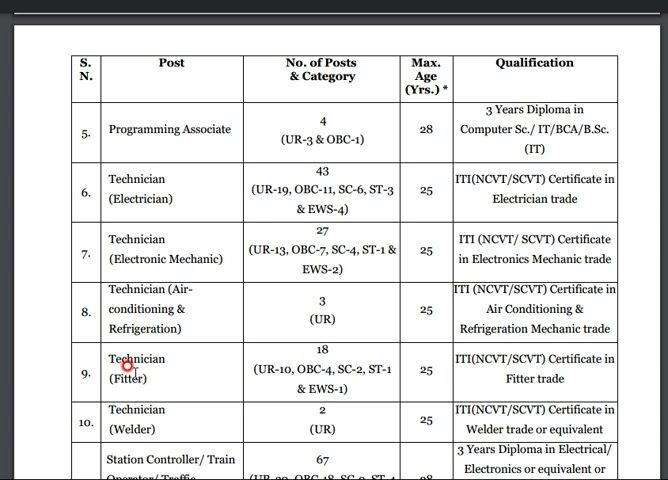 S. N. Post No. of Posts & Category Max. Age (Yrs.) * Qualification
5. Programming Associate 4 (UR-3 & OBC-1) 28 3 Years Diploma in Computer Sc./ IT/BCA/B.Sc. (IT)
6. Technician (Electrician) 43 (UR-19, OBC-11, SC-6, ST-3 & EWS-4) 25 ITI(NCVT/SCVT) Certificate in Electrician trade
7. Technician (Electronic Mechanic) 27 (UR-13, OBC-7, SC-4, ST-1 & EWS-2) 25 ITI (NCVT/ SCVT) Certificate in Electronics Mechanic trade
8. Technician (Air-conditioning & Refrigeration) 3 (UR) 25 ITI (NCVT/SCVT) Certificate in Air Conditioning & Refrigeration Mechanic trade
9. Technician (Fitter) 18 (UR-10, OBC-4, SC-2, ST-1 & EWS-1) 25 ITI(NCVT/SCVT) Certificate in Fitter trade
10. Technician (Welder) 2 (UR) 25 ITI(NCVT/SCVT) Certificate in Welder trade or equivalent
Station Controller/ Train 67 3 Years Diploma in Electrical/ Electronics or equivalent or